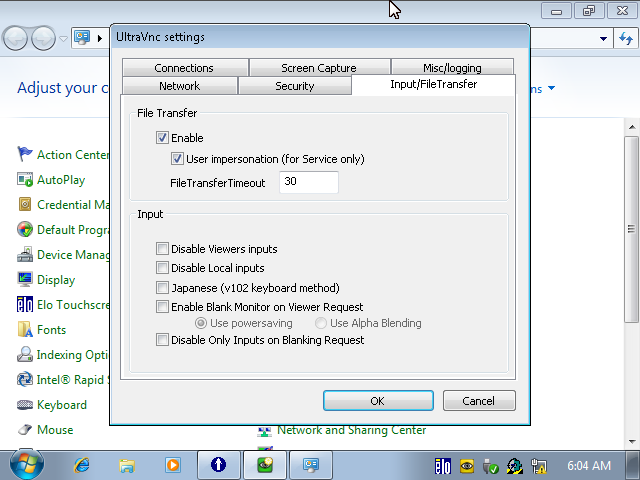 UltraVnc settings
Connections Screen Capture Misc/logging
Network Security Input/FileTransfer
File Transfer
Enable
User impersonation (for Service only)
FileTransferTimeout 30
Input
Disable Viewers inputs
Disable Local inputs
Japanese (v102 keyboard method)
Enable Blank Monitor on Viewer Request
Use powersaving Use Alpha Blending
Disable Only Inputs on Blanking Request
OK Cancel
Adjust your c
ns
Action Center
AutoPlay
Credential Ma
Default Progra
Device Manag
Display
Elo Touchscre
Fonts
Indexing Optic
Intel® Rapid S
Keyboard
Mouse
Network and Sharing Center
elo
6:04 AM